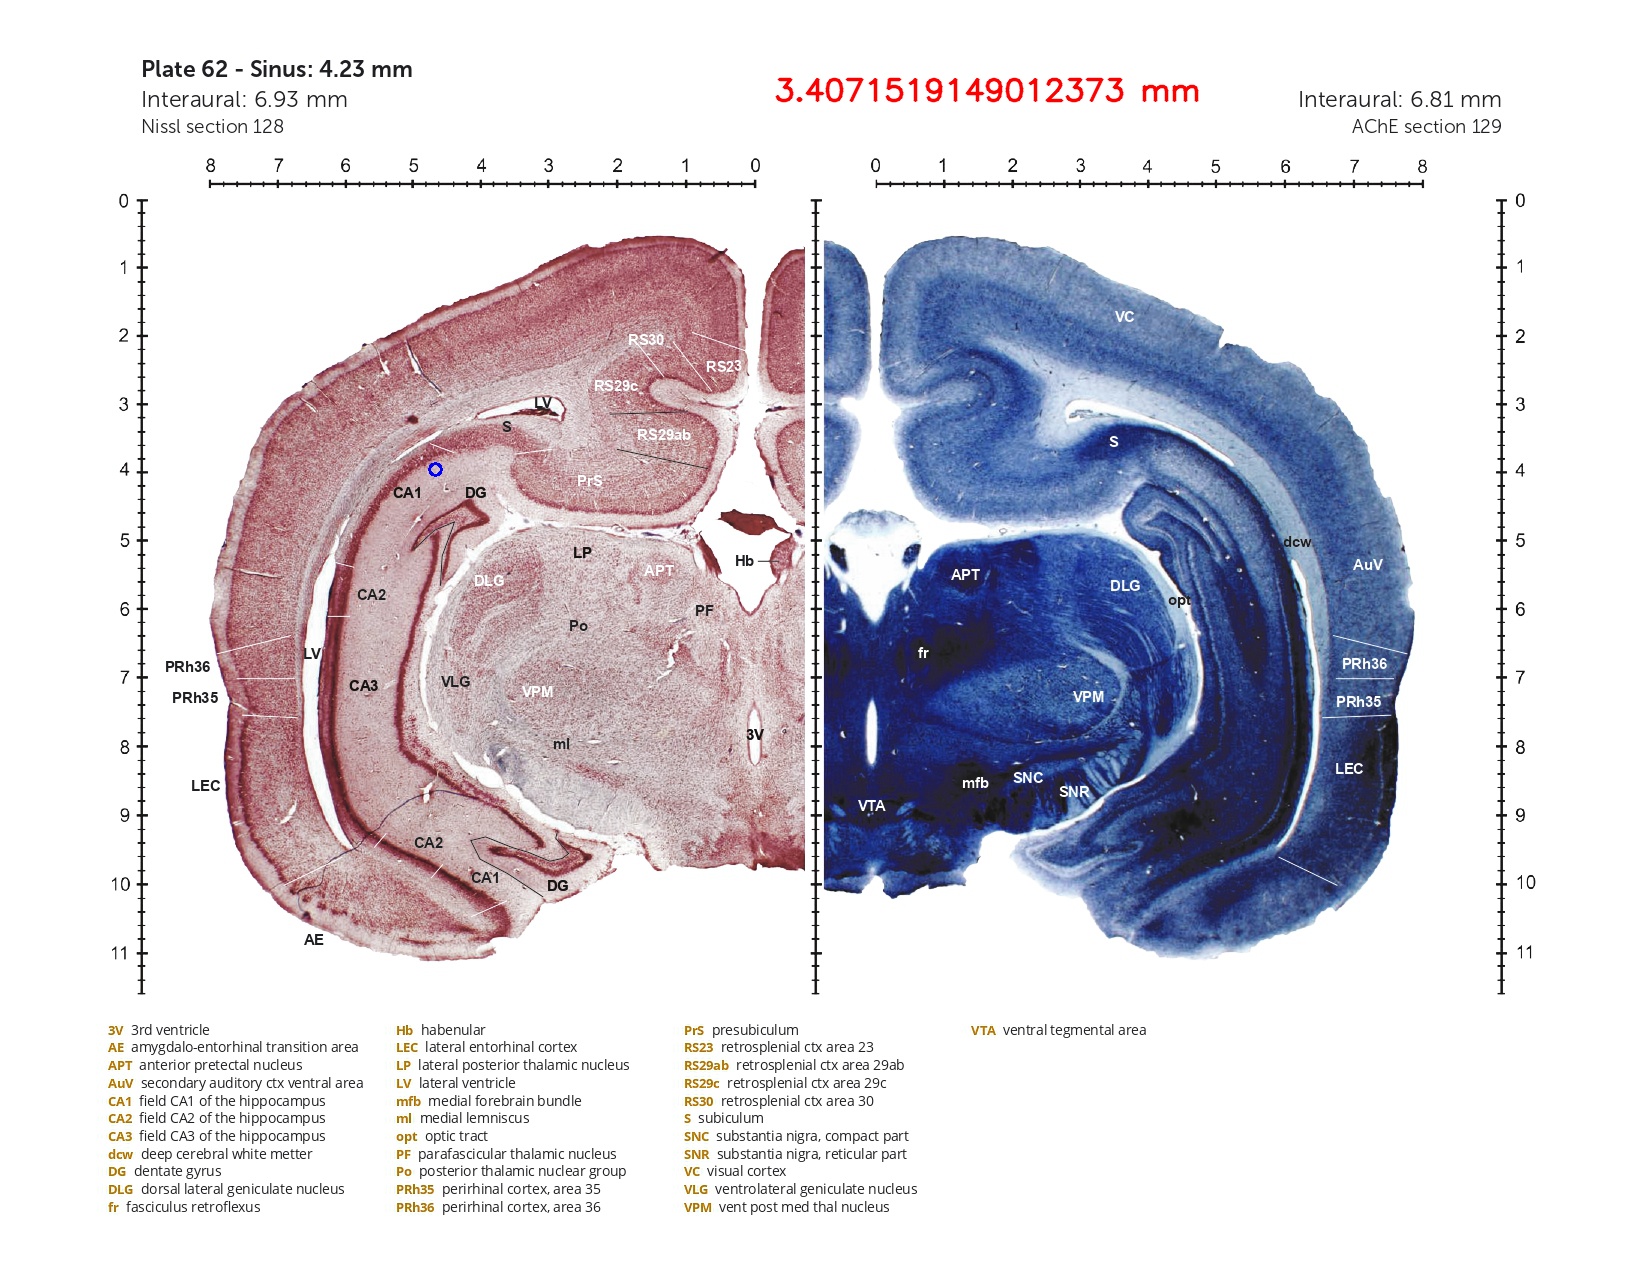 Plate 62 - Sinus: 4.23 mm
Interaural: 6.93 mm
Nissl section 128
3.4071519149012373 mm
Interaural: 6.81 mm
AChE section 129
8 7 6 5 4 3 2 1 0
0 1 2 3 4 5 6 7 8
0 0
1 1
VC
2 2
RS30
RS23
RS29c
3 3
LV
S
RS29ab
S
4 4
PrS
CA1 DG
5 5
dcw
LP
Hb
AuV
APT
APT
DLG
DLG
CA2
opt
6 6
PF
Po
LV
fr
PRh36
PRh36
7 7
VLG
CA3
VPM
VPM
PRh35
PRh35
3V
ml
8 8
LEC
SNC
mfb
LEC
SNR
VTA
9 9
CA2
CA1
DG
10 10
AE
11 11
3V 3rd ventricle
AE amygdalo-entorhinal transition area
APT anterior pretectal nucleus
AuV secondary auditory ctx ventral area
CA1 field CA1 of the hippocampus
CA2 field CA2 of the hippocampus
CA3 field CA3 of the hippocampus
dcw deep cerebral white metter
DG dentate gyrus
DLG dorsal lateral geniculate nucleus
fr fasciculus retroflexus
Hb habenular
LEC lateral entorhinal cortex
LP lateral posterior thalamic nucleus
LV lateral ventricle
mfb medial forebrain bundle
ml medial lemniscus
opt optic tract
PF parafascicular thalamic nucleus
Po posterior thalamic nuclear group
PRh35 perirhinal cortex, area 35
PRh36 perirhinal cortex, area 36
PrS presubiculum
RS23 retrosplenial ctx area 23
RS29ab retrosplenial ctx area 29ab
RS29c retrosplenial ctx area 29c
RS30 retrosplenial ctx area 30
S subiculum
SNC substantia nigra, compact part
SNR substantia nigra, reticular part
VC visual cortex
VLG ventrolateral geniculate nucleus
VPM vent post med thal nucleus
VTA ventral tegmental area